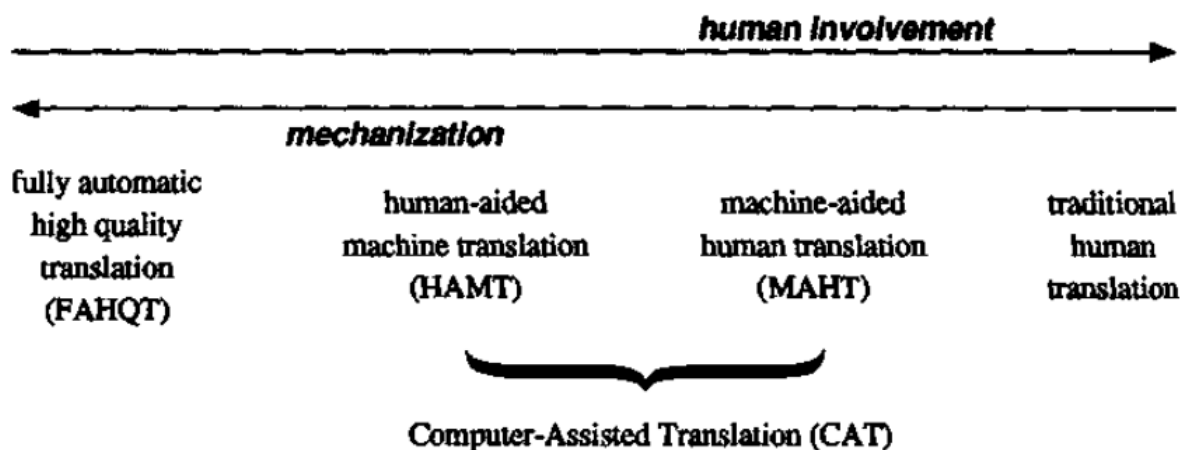 human involvement
mechanization
fully automatic
high quality
translation
(FAHQT)
human-aided
machine translation
(HAMT)
machine-aided
human translation
(MAHT)
traditional
human
translation
Computer-Assisted Translation (CAT)